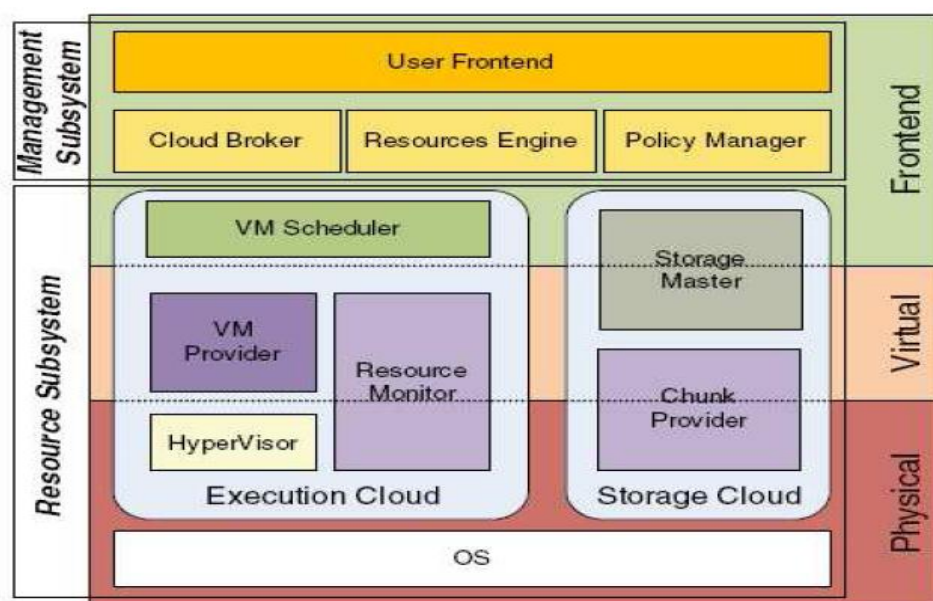 Management
Subsystem
User Frontend
Cloud Broker
Resources Engine
Policy Manager
Frontend
Resource Subsystem
VM Scheduler
VM
Provider
Resource
Monitor
HyperVisor
Execution Cloud
Storage
Master
Chunk
Provider
Storage Cloud
Virtual
Physical
OS